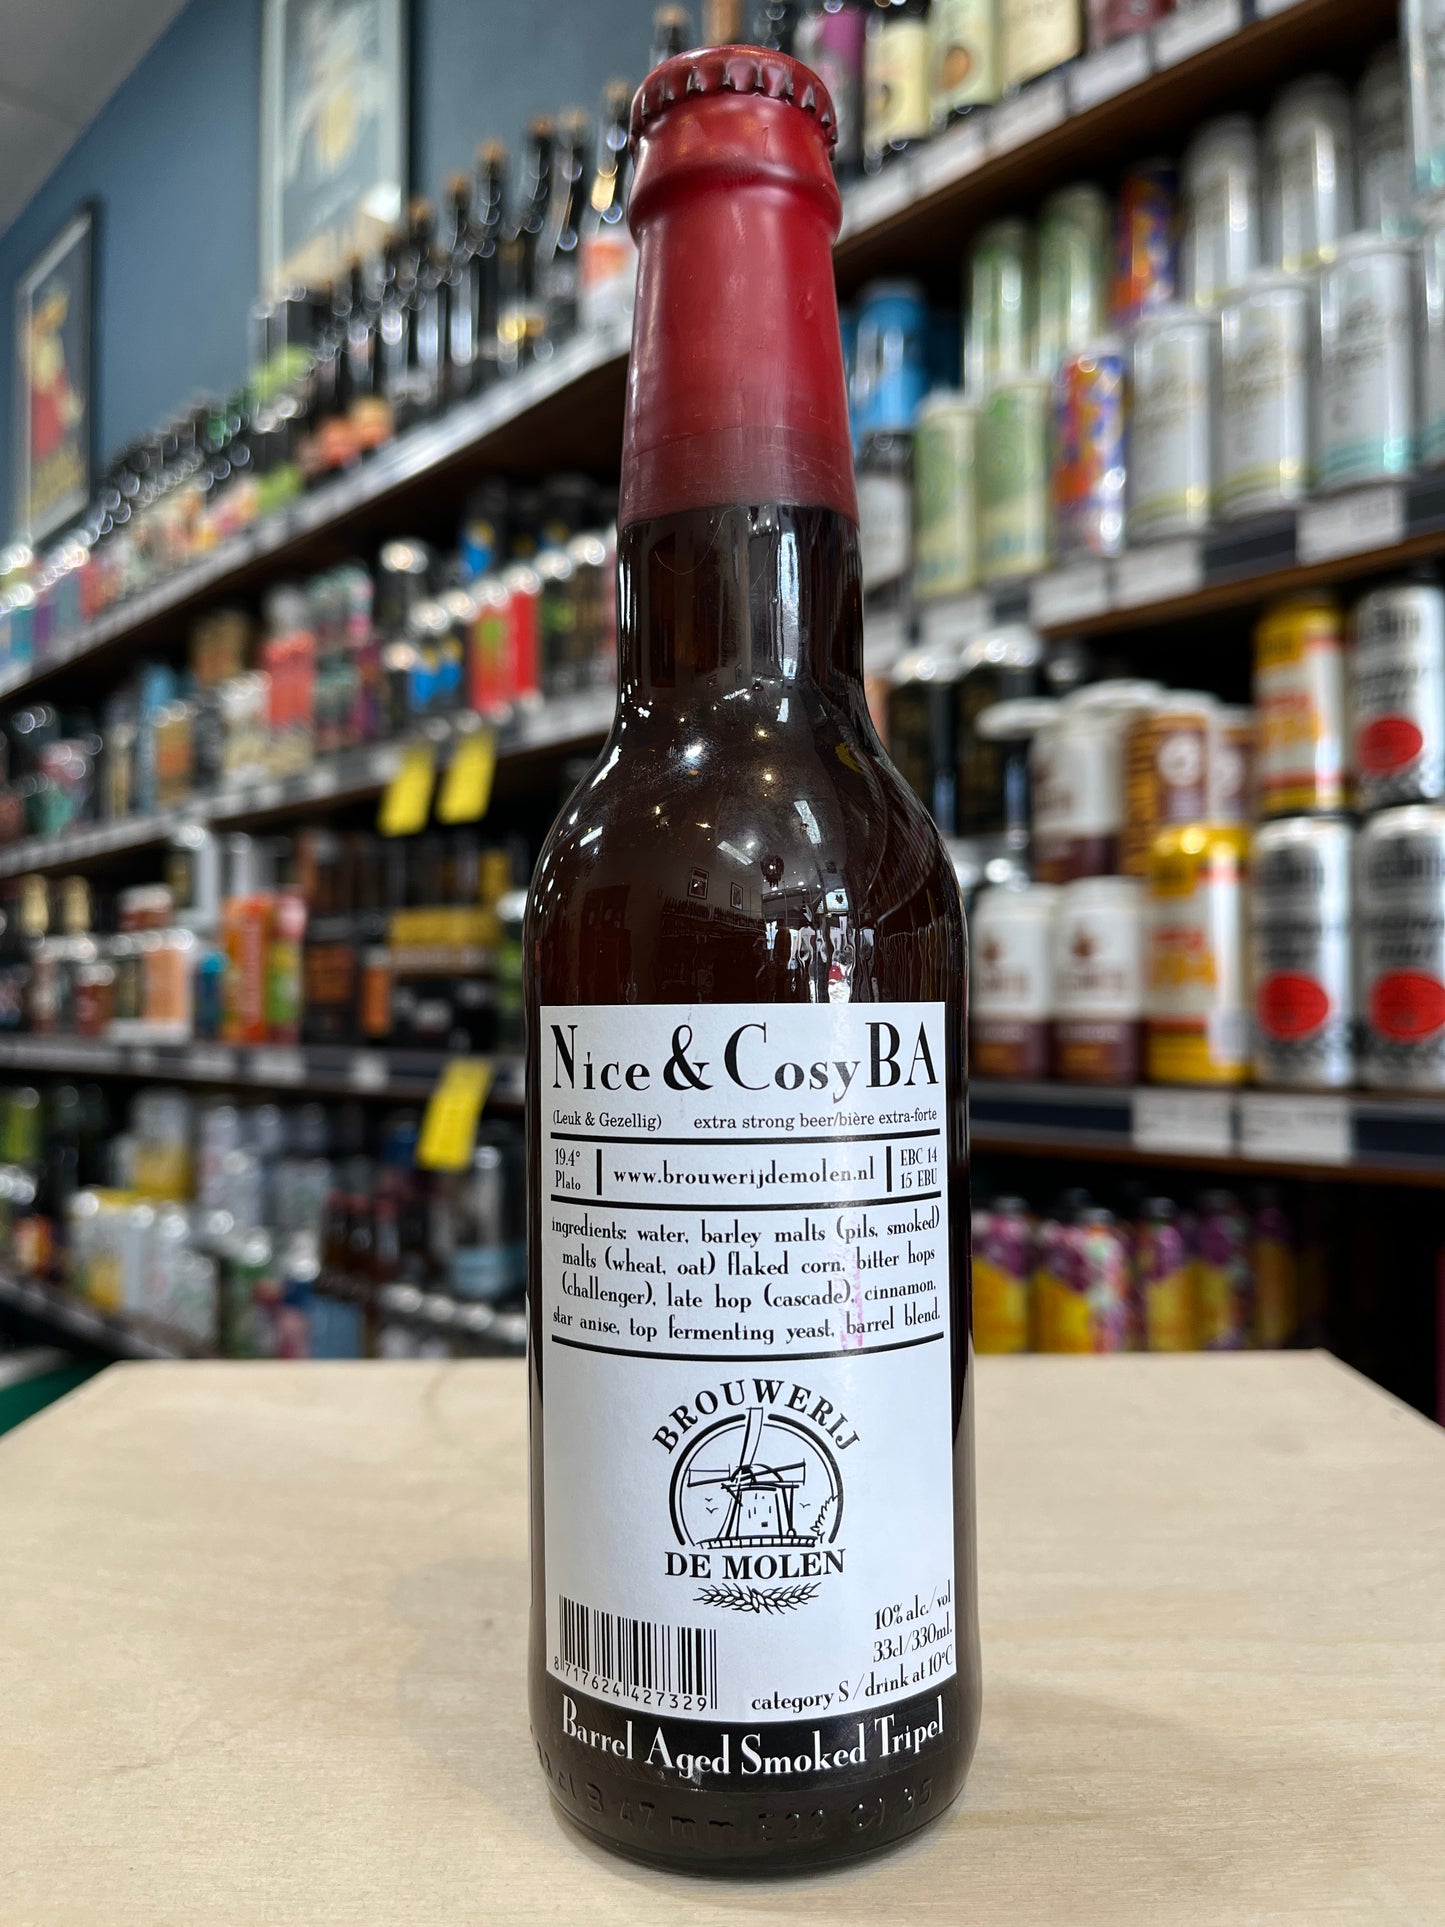 Nice & Cosy BA
(Leuk & Gezellig) extra strong beer/bière extra-forte
19.4° Plato | www.brouwerijdemolen.nl | EBC 14 15 EBU
ingredients: water, barley malts (pils, smoked)
malts (wheat, oat) flaked corn, bitter hops
(challenger), late hop (cascade), cinnamon,
star anise, top fermenting yeast, barrel blend.
BROUWERIJ
DE MOLEN
10% alc./vol
33cl/330ml.
category S/drink at 10°C
8 717624 427329
Barrel Aged Smoked Tripel